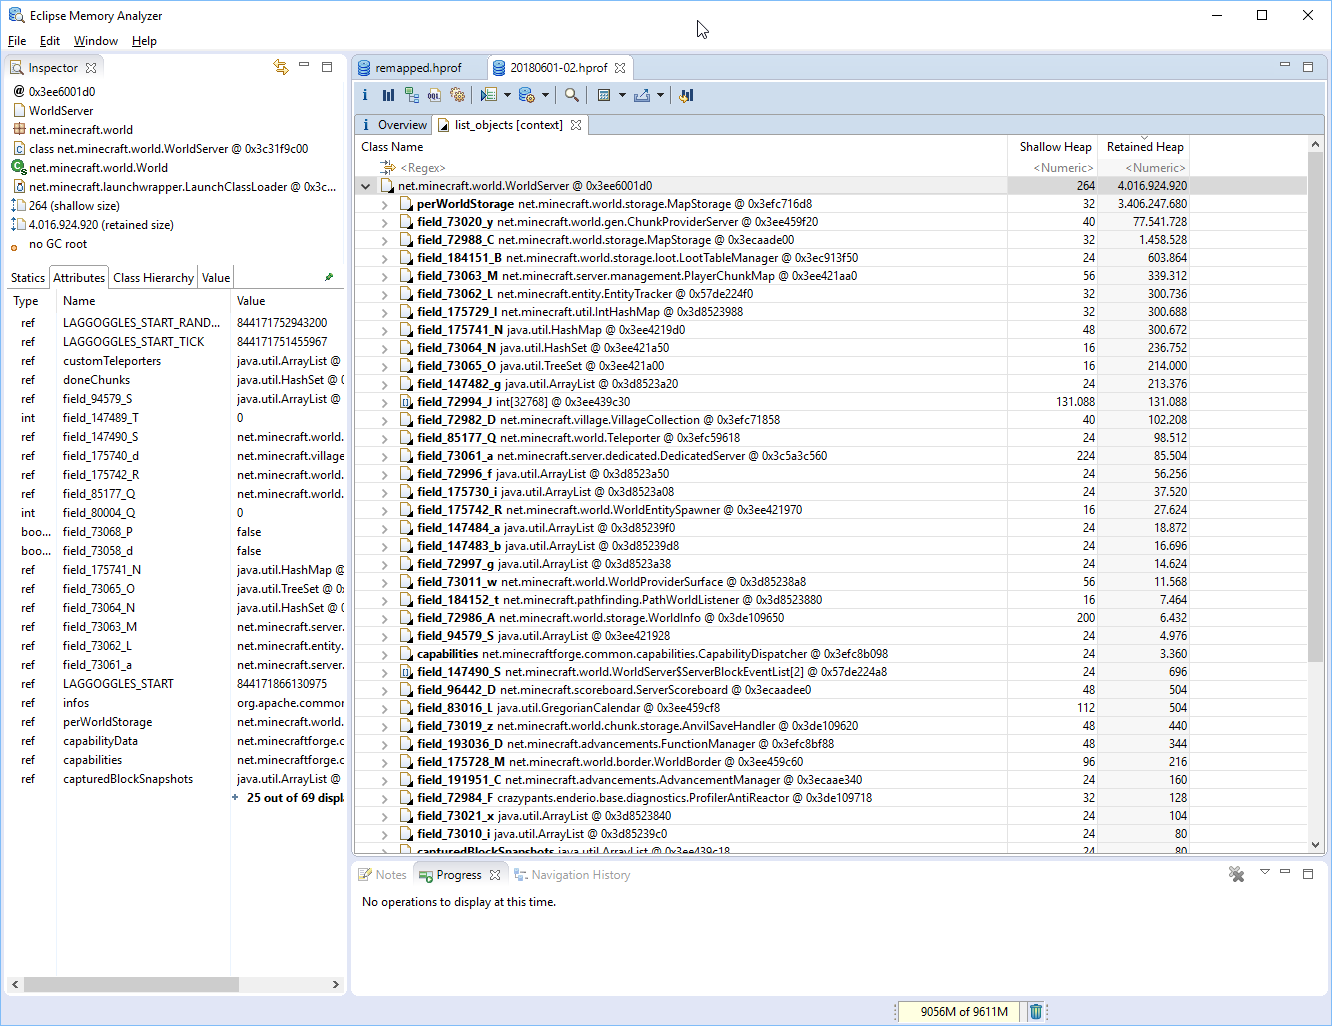 Eclipse Memory Analyzer
File Edit Window Help
Inspector
@ 0x3ee6001d0
WorldServer
net.minecraft.world
class net.minecraft.world.WorldServer @ 0x3c31f9c00
net.minecraft.world.World
net.minecraft.launchwrapper.LaunchClassLoader @ 0x3c...
264 (shallow size)
4.016.924.920 (retained size)
no GC root
Statics Attributes Class Hierarchy Value
Type Name Value
ref LAGGOGGLES_START_RAND... 844171752943200
ref LAGGOGGLES_START_TICK 844171751455967
ref customTeleporters java.util.ArrayList @
ref doneChunks java.util.HashSet @ 0
ref field_94579_S java.util.ArrayList @
int field_147489_T 0
ref field_147490_S net.minecraft.world.
ref field_175740_d net.minecraft.village
ref field_175742_R net.minecraft.world.
ref field_85177_Q net.minecraft.world.
int field_80004_Q 0
boo... field_73068_P false
boo... field_73058_d false
ref field_175741_N java.util.HashMap @
ref field_73065_O java.util.TreeSet @ 0
ref field_73064_N java.util.HashSet @ 0
ref field_73063_M net.minecraft.server.
ref field_73062_L net.minecraft.entity.
ref field_73061_a net.minecraft.server.
ref LAGGOGGLES_START 844171866130975
ref infos org.apache.common
ref perWorldStorage net.minecraft.world.
ref capabilityData net.minecraftforge.c
ref capabilities net.minecraftforge.c
ref capturedBlockSnapshots java.util.ArrayList @
+ 25 out of 69 displ
remapped.hprof 20180601-02.hprof
i OQL
i Overview list_objects [context]
Class Name Shallow Heap Retained Heap
<Regex> <Numeric> <Numeric>
net.minecraft.world.WorldServer @ 0x3ee6001d0 264 4.016.924.920
perWorldStorage net.minecraft.world.storage.MapStorage @ 0x3efc716d8 32 3.406.247.680
field_73020_y net.minecraft.world.gen.ChunkProviderServer @ 0x3ee459f20 40 77.541.728
field_72988_C net.minecraft.world.storage.MapStorage @ 0x3ecaade00 32 1.458.528
field_184151_B net.minecraft.world.storage.loot.LootTableManager @ 0x3ec913f50 24 603.864
field_73063_M net.minecraft.server.management.PlayerChunkMap @ 0x3ee421aa0 56 339.312
field_73062_L net.minecraft.entity.EntityTracker @ 0x57de224f0 32 300.736
field_175729_l net.minecraft.util.IntHashMap @ 0x3d8523988 32 300.688
field_175741_N java.util.HashMap @ 0x3ee4219d0 48 300.672
field_73064_N java.util.HashSet @ 0x3ee421a50 16 236.752
field_73065_O java.util.TreeSet @ 0x3ee421a00 16 214.000
field_147482_g java.util.ArrayList @ 0x3d8523a20 24 213.376
field_72994_J int[32768] @ 0x3ee439c30 131.088 131.088
field_72982_D net.minecraft.village.VillageCollection @ 0x3efc71858 40 102.208
field_85177_Q net.minecraft.world.Teleporter @ 0x3efc59618 24 98.512
field_73061_a net.minecraft.server.dedicated.DedicatedServer @ 0x3c5a3c560 224 85.504
field_72996_f java.util.ArrayList @ 0x3d8523a50 24 56.256
field_175730_i java.util.ArrayList @ 0x3d8523a08 24 37.520
field_175742_R net.minecraft.world.WorldEntitySpawner @ 0x3ee421970 16 27.624
field_147484_a java.util.ArrayList @ 0x3d85239f0 24 18.872
field_147483_b java.util.ArrayList @ 0x3d85239d8 24 16.696
field_72997_g java.util.ArrayList @ 0x3d8523a38 24 14.624
field_73011_w net.minecraft.world.WorldProviderSurface @ 0x3d85238a8 56 11.568
field_184152_t net.minecraft.pathfinding.PathWorldListener @ 0x3d8523880 16 7.464
field_72986_A net.minecraft.world.storage.WorldInfo @ 0x3de109650 200 6.432
field_94579_S java.util.ArrayList @ 0x3ee421928 24 4.976
capabilities net.minecraftforge.common.capabilities.CapabilityDispatcher @ 0x3efc8b098 24 3.360
field_147490_S net.minecraft.world.WorldServer$ServerBlockEventList[2] @ 0x57de224a8 24 696
field_96442_D net.minecraft.scoreboard.ServerScoreboard @ 0x3ecaadee0 48 504
field_83016_L java.util.GregorianCalendar @ 0x3ee459cf8 112 504
field_73019_z net.minecraft.world.chunk.storage.AnvilSaveHandler @ 0x3de109620 48 440
field_193036_D net.minecraft.advancements.FunctionManager @ 0x3efc8bf88 48 344
field_175728_M net.minecraft.world.border.WorldBorder @ 0x3ee459c60 96 216
field_191951_C net.minecraft.advancements.AdvancementManager @ 0x3ecaae340 24 160
field_72984_F crazypants.enderio.base.diagnostics.ProfilerAntiReactor @ 0x3de109718 32 128
field_73021_x java.util.ArrayList @ 0x3d8523840 24 104
field_73010_i java.util.ArrayList @ 0x3d85239c0 24 80
capturedBlockSnapshots java.util.ArrayList @ 0x3ee439c18 24 80
Notes Progress Navigation History
No operations to display at this time.
9056M of 9611M